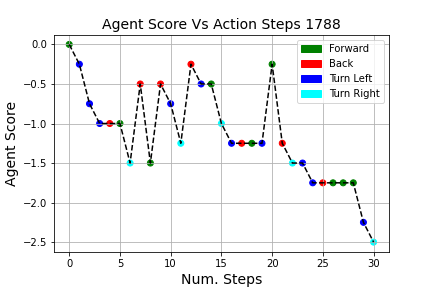 Agent Score Vs Action Steps 1788
Agent Score
0.0
−0.5
−1.0
−1.5
−2.0
−2.5
Forward
Back
Turn Left
Turn Right
0 5 10 15 20 25 30
Num. Steps